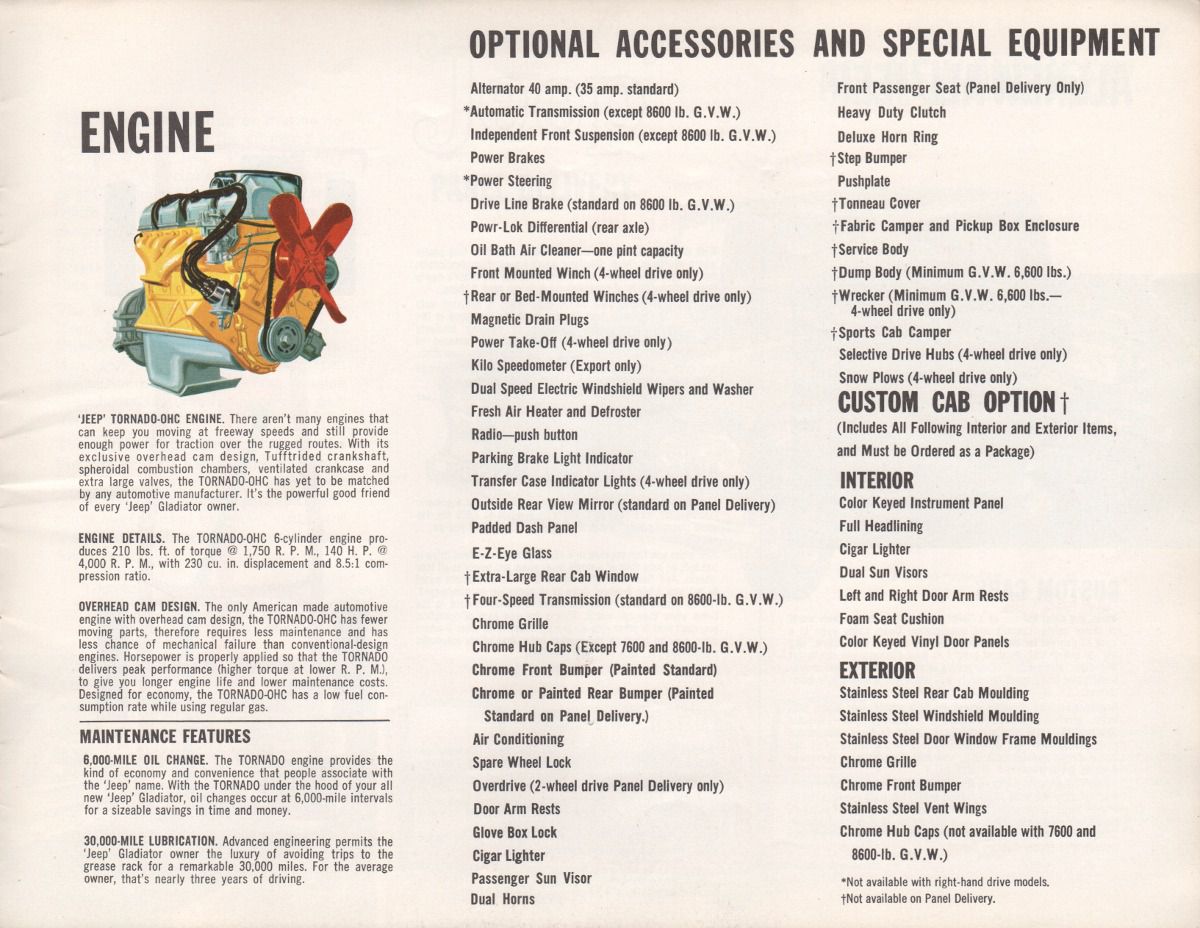 ENGINE
'JEEP' TORNADO-OHC ENGINE. There aren't many engines that
can keep you moving at freeway speeds and still provide
enough power for traction over the rugged routes. With its
exclusive overhead cam design, Tufftrided crankshaft,
spheroidal combustion chambers, ventilated crankcase and
extra large valves, the TORNADO-OHC has yet to be matched
by any automotive manufacturer. It's the powerful good friend
of every 'Jeep' Gladiator owner.
ENGINE DETAILS. The TORNADO-OHC 6-cylinder engine pro-
duces 210 lbs. ft. of torque @ 1,750 R. P. M., 140 H. P. @
4,000 R. P. M., with 230 cu. in. displacement and 8.5:1 com-
pression ratio.
OVERHEAD CAM DESIGN. The only American made automotive
engine with overhead cam design, the TORNADO-OHC has fewer
moving parts, therefore requires less maintenance and has
less chance of mechanical failure than conventional-design
engines. Horsepower is properly applied so that the TORNADO
delivers peak performance (higher torque at lower R. P. M.),
to give you longer engine life and lower maintenance costs.
Designed for economy, the TORNADO-OHC has a low fuel con-
sumption rate while using regular gas.
MAINTENANCE FEATURES
6,000-MILE OIL CHANGE. The TORNADO engine provides the
kind of economy and convenience that people associate with
the 'Jeep' name. With the TORNADO under the hood of your all
new 'Jeep' Gladiator, oil changes occur at 6,000-mile intervals
for a sizeable savings in time and money.
30,000-MILE LUBRICATION. Advanced engineering permits the
'Jeep' Gladiator owner the luxury of avoiding trips to the
grease rack for a remarkable 30,000 miles. For the average
owner, that's nearly three years of driving.
OPTIONAL ACCESSORIES AND SPECIAL EQUIPMENT
Alternator 40 amp. (35 amp. standard)
*Automatic Transmission (except 8600 lb. G.V.W.)
Independent Front Suspension (except 8600 lb. G.V.W.)
Power Brakes
*Power Steering
Drive Line Brake (standard on 8600 lb. G.V.W.)
Powr-Lok Differential (rear axle)
Oil Bath Air Cleaner—one pint capacity
Front Mounted Winch (4-wheel drive only)
†Rear or Bed-Mounted Winches (4-wheel drive only)
Magnetic Drain Plugs
Power Take-Off (4-wheel drive only)
Kilo Speedometer (Export only)
Dual Speed Electric Windshield Wipers and Washer
Fresh Air Heater and Defroster
Radio—push button
Parking Brake Light Indicator
Transfer Case Indicator Lights (4-wheel drive only)
Outside Rear View Mirror (standard on Panel Delivery)
Padded Dash Panel
E-Z-Eye Glass
†Extra-Large Rear Cab Window
†Four-Speed Transmission (standard on 8600-lb. G.V.W.)
Chrome Grille
Chrome Hub Caps (Except 7600 and 8600-lb. G.V.W.)
Chrome Front Bumper (Painted Standard)
Chrome or Painted Rear Bumper (Painted
Standard on Panel Delivery.)
Air Conditioning
Spare Wheel Lock
Overdrive (2-wheel drive Panel Delivery only)
Door Arm Rests
Glove Box Lock
Cigar Lighter
Passenger Sun Visor
Dual Horns
Front Passenger Seat (Panel Delivery Only)
Heavy Duty Clutch
Deluxe Horn Ring
†Step Bumper
Pushplate
†Tonneau Cover
†Fabric Camper and Pickup Box Enclosure
†Service Body
†Dump Body (Minimum G.V.W. 6,600 lbs.)
†Wrecker (Minimum G.V.W. 6,600 lbs.—
4-wheel drive only)
†Sports Cab Camper
Selective Drive Hubs (4-wheel drive only)
Snow Plows (4-wheel drive only)
CUSTOM CAB OPTION†
(Includes All Following Interior and Exterior Items,
and Must be Ordered as a Package)
INTERIOR
Color Keyed Instrument Panel
Full Headlining
Cigar Lighter
Dual Sun Visors
Left and Right Door Arm Rests
Foam Seat Cushion
Color Keyed Vinyl Door Panels
EXTERIOR
Stainless Steel Rear Cab Moulding
Stainless Steel Windshield Moulding
Stainless Steel Door Window Frame Mouldings
Chrome Grille
Chrome Front Bumper
Stainless Steel Vent Wings
Chrome Hub Caps (not available with 7600 and
8600-lb. G.V.W.)
*Not available with right-hand drive models.
†Not available on Panel Delivery.